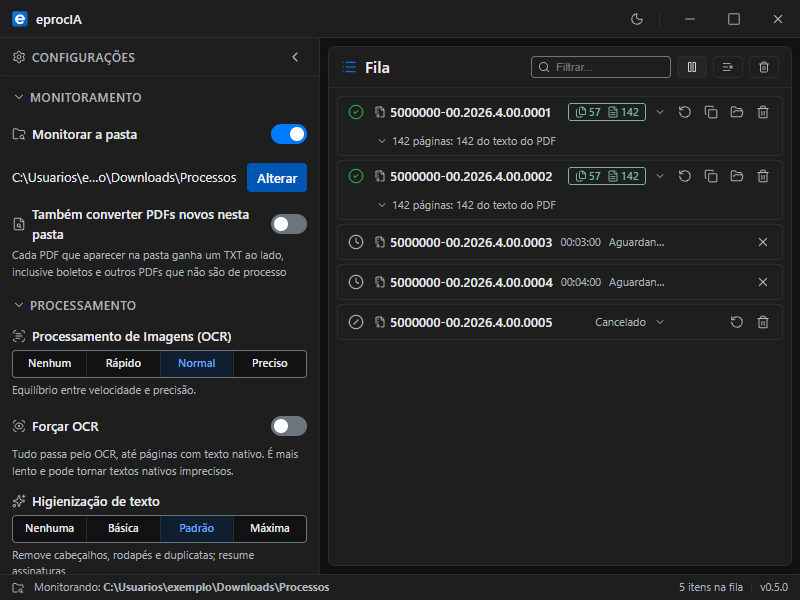 eprocIA
CONFIGURAÇÕES
MONITORAMENTO
Monitorar a pasta
C:\Usuarios\e...o\Downloads\Processos
Alterar
Também converter PDFs novos nesta
pasta
Cada PDF que aparecer na pasta ganha um TXT ao lado,
inclusive boletos e outros PDFs que não são de processo
PROCESSAMENTO
Processamento de Imagens (OCR)
Nenhum Rápido Normal Preciso
Equilíbrio entre velocidade e precisão.
Forçar OCR
Tudo passa pelo OCR, até páginas com texto nativo. É mais
lento e pode tornar textos nativos imprecisos.
Higienização de texto
Nenhuma Básica Padrão Máxima
Remove cabeçalhos, rodapés e duplicatas; resume
assinaturas
Fila
Filtrar...
5000000-00.2026.4.00.0001 57 142
142 páginas: 142 do texto do PDF
5000000-00.2026.4.00.0002 57 142
142 páginas: 142 do texto do PDF
5000000-00.2026.4.00.0003 00:03:00 Aguardan...
5000000-00.2026.4.00.0004 00:04:00 Aguardan...
5000000-00.2026.4.00.0005 Cancelado
Monitorando: C:\Usuarios\exemplo\Downloads\Processos
5 itens na fila v0.5.0